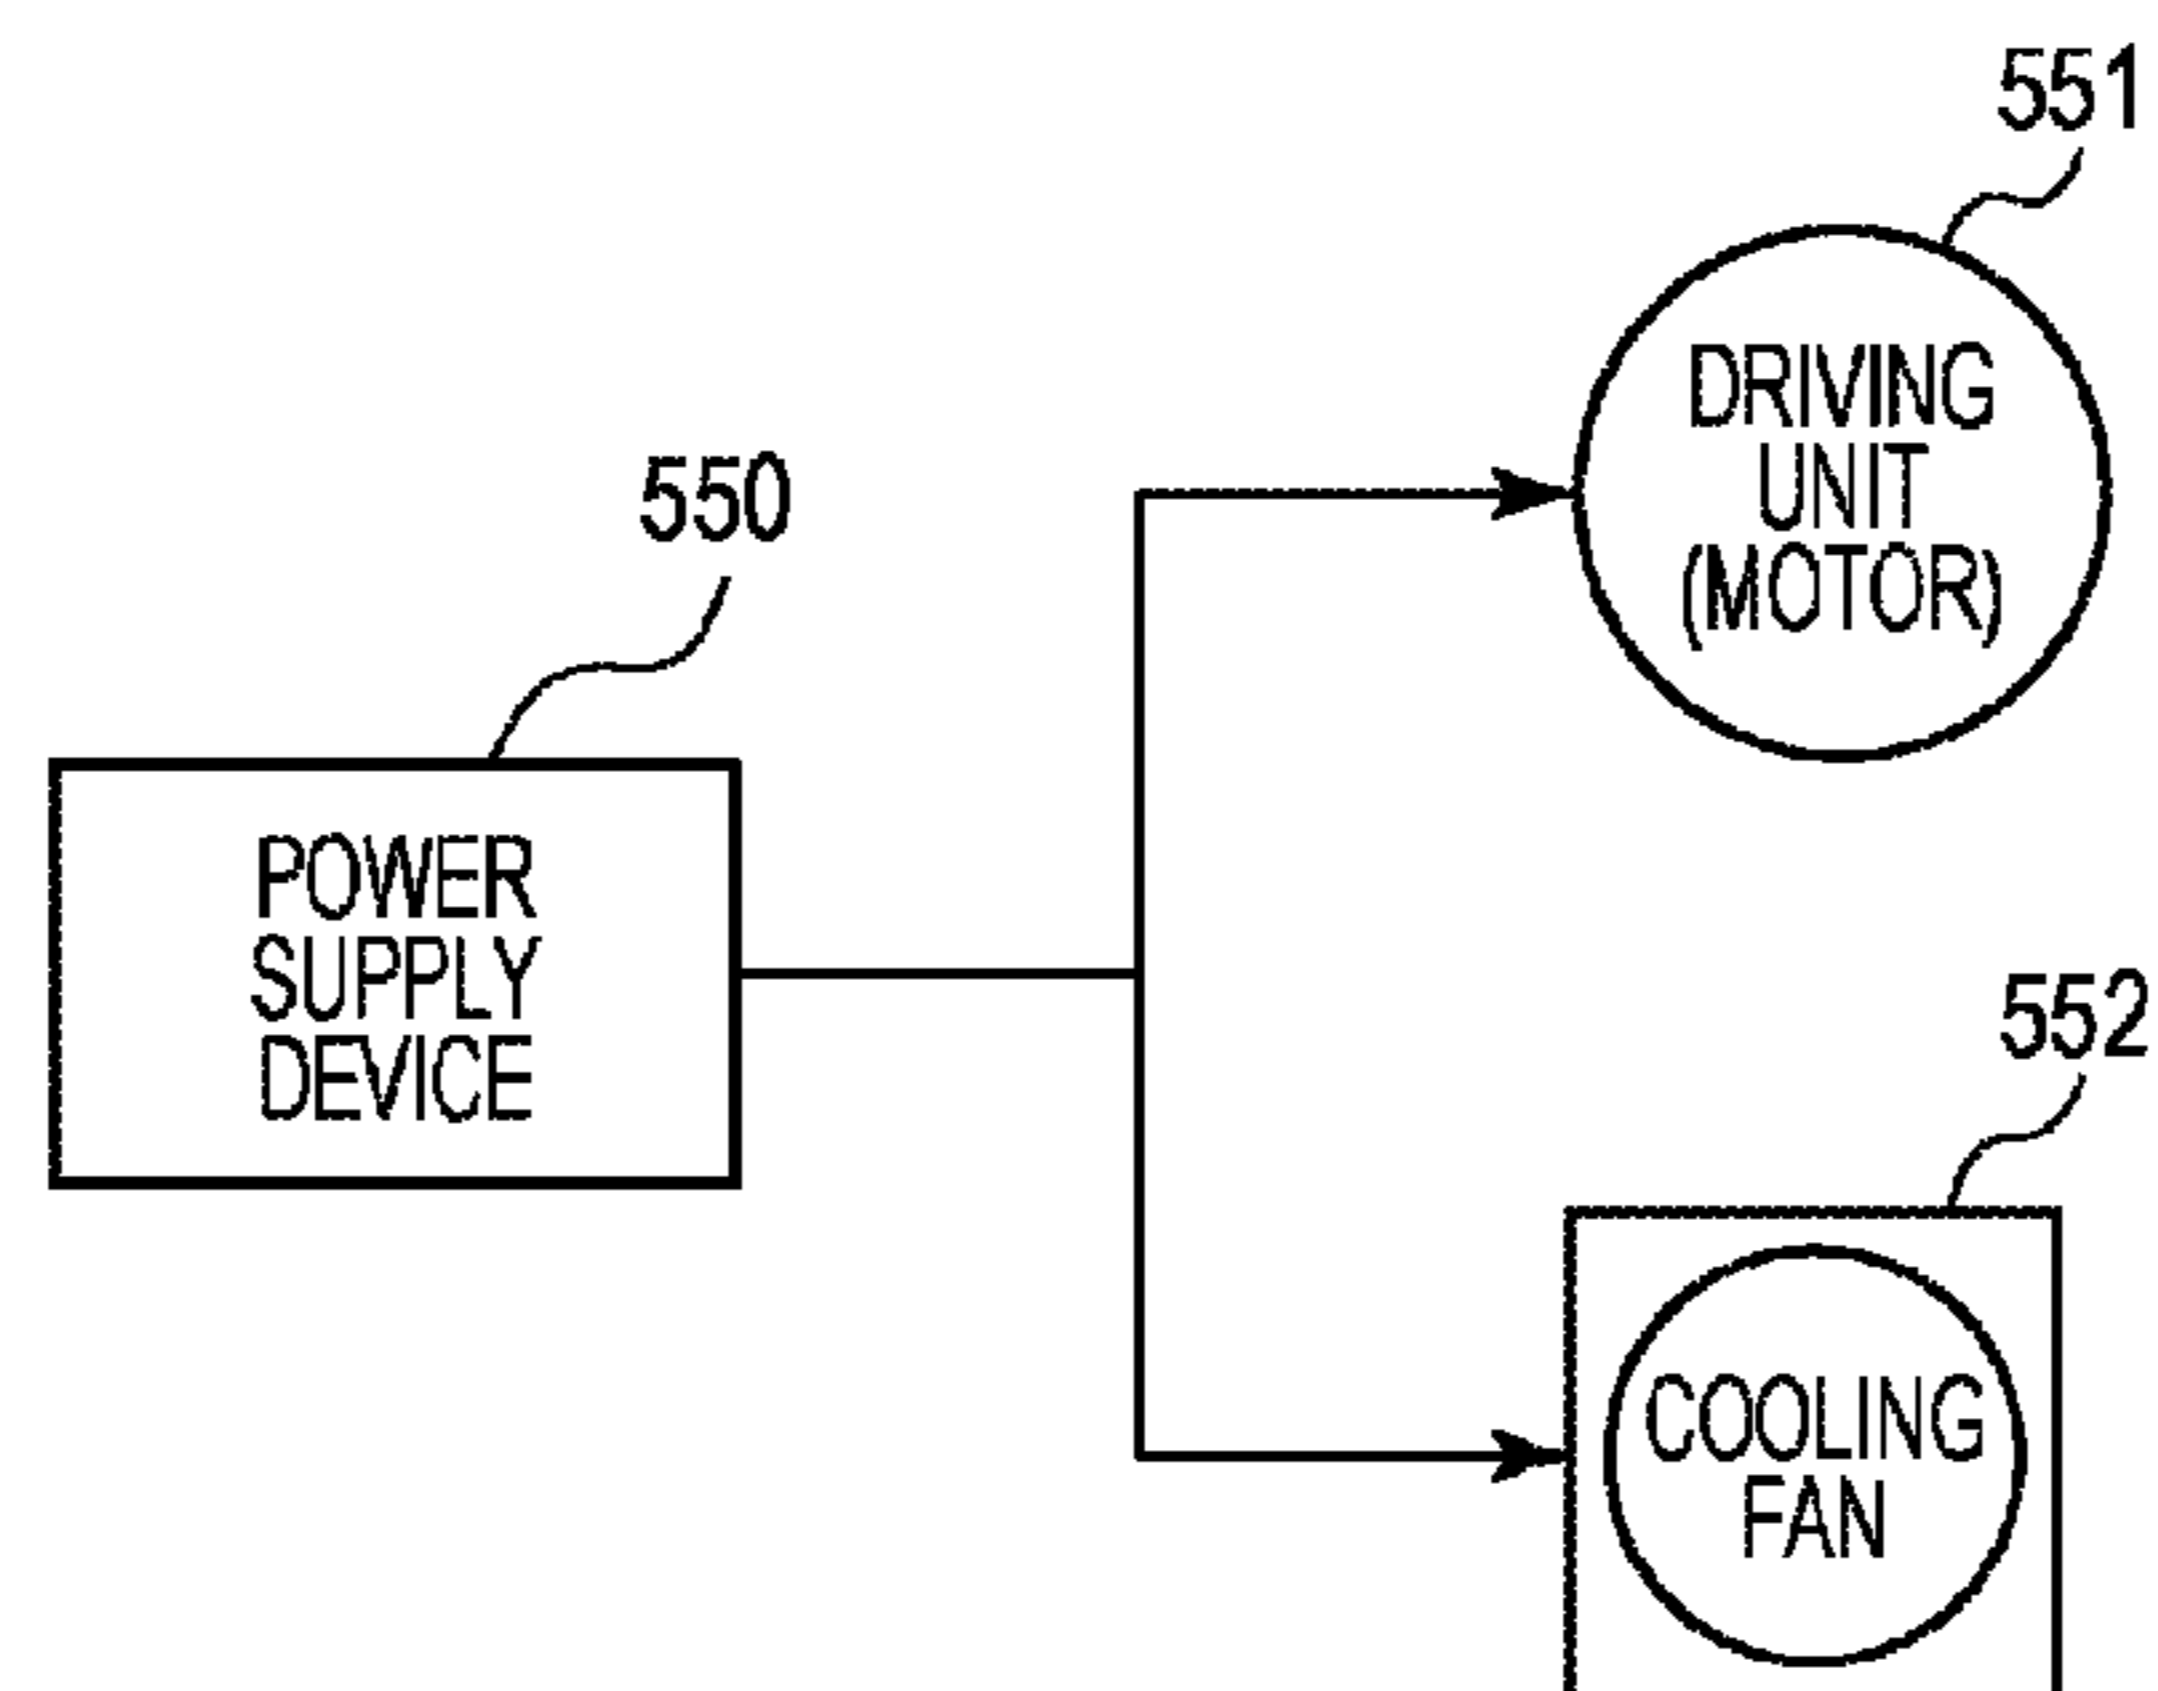 551
DRIVING
UNIT
(MOTOR)
550
POWER
SUPPLY
DEVICE
552
COOLING
FAN